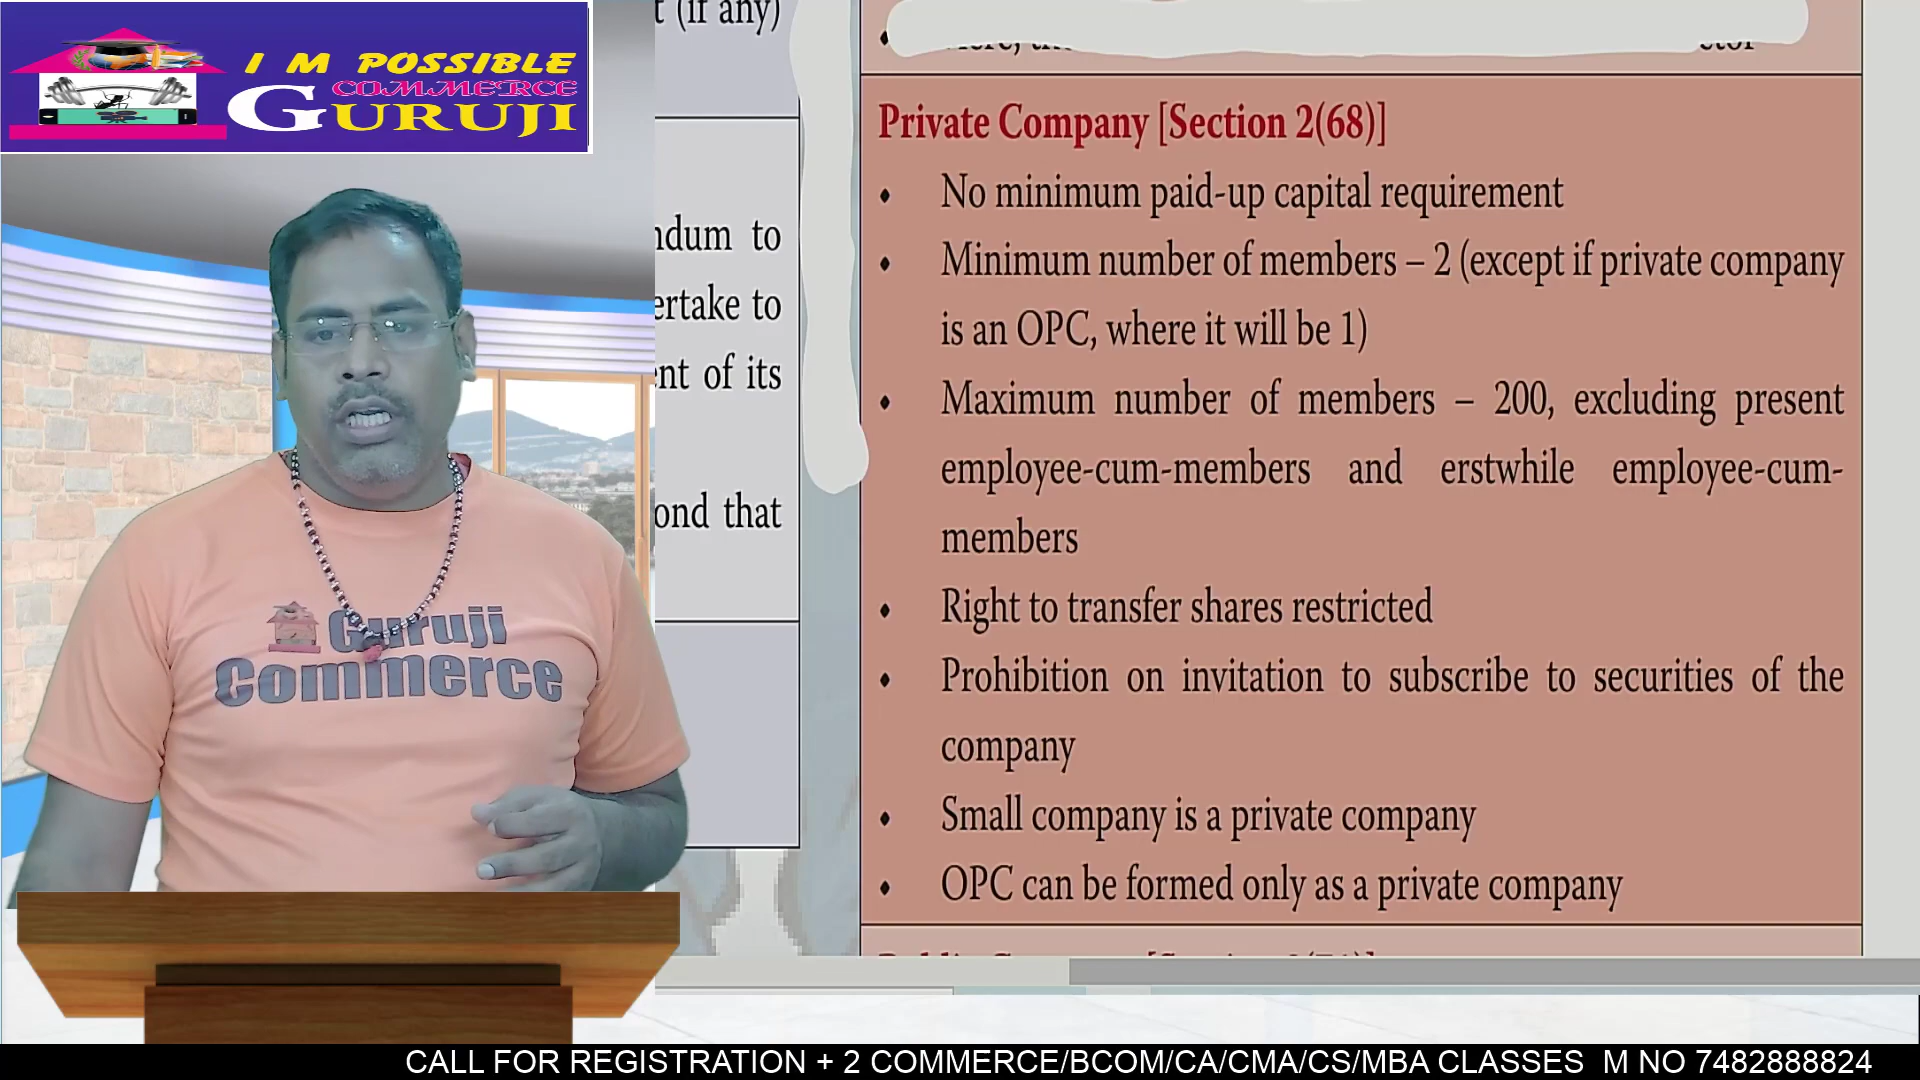 I M POSSIBLE
COMMERCE
GURUJI
t (if any)
ndum to
ertake to
ent of its
ond that
Private Company [Section 2(68)]
• No minimum paid-up capital requirement
• Minimum number of members – 2 (except if private company
is an OPC, where it will be 1)
• Maximum number of members – 200, excluding present
employee-cum-members and erstwhile employee-cum-
members
• Right to transfer shares restricted
• Prohibition on invitation to subscribe to securities of the
company
• Small company is a private company
• OPC can be formed only as a private company
Guruji
Commerce
CALL FOR REGISTRATION + 2 COMMERCE/BCOM/CA/CMA/CS/MBA CLASSES M NO 7482888824